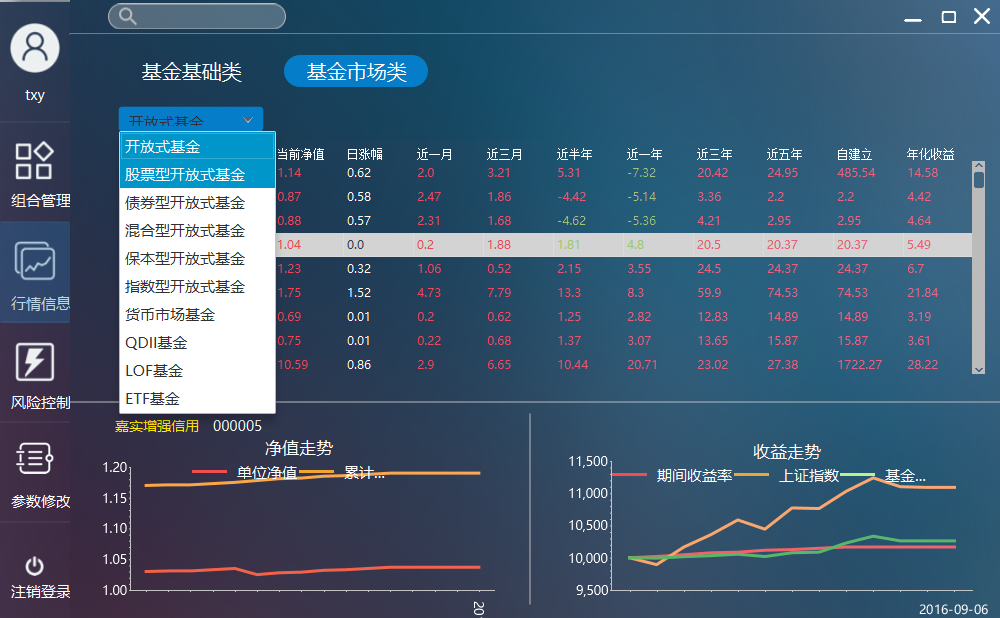 txy
组合管理
行情信息
风险控制
参数修改
注销登录
基金基础类 基金市场类
开放式基金
开放式基金
股票型开放式基金
债券型开放式基金
混合型开放式基金
保本型开放式基金
指数型开放式基金
货币市场基金
QDII基金
LOF基金
ETF基金
当前净值 日涨幅 近一月 近三月 近半年 近一年 近三年 近五年 自建立 年化收益
1.14 0.62 2.0 3.21 5.31 -7.32 20.42 24.95 485.54 14.58
0.87 0.58 2.47 1.86 -4.42 -5.14 3.36 2.2 2.2 4.42
0.88 0.57 2.31 1.68 -4.62 -5.36 4.21 2.95 2.95 4.64
1.04 0.0 0.2 1.88 1.81 4.8 20.5 20.37 20.37 5.49
1.23 0.32 1.06 0.52 2.15 3.55 24.5 24.37 24.37 6.7
1.75 1.52 4.73 7.79 13.3 8.3 59.9 74.53 74.53 21.84
0.69 0.01 0.2 0.62 1.25 2.82 12.83 14.89 14.89 3.19
0.75 0.01 0.22 0.68 1.37 3.07 13.65 15.87 15.87 3.61
10.59 0.86 2.9 6.65 10.44 20.71 23.02 27.38 1722.27 28.22
嘉实增强信用 000005
净值走势
单位净值 累计...
1.20
1.15
1.10
1.05
1.00
20
收益走势
期间收益率 上证指数 基金...
11,500
11,000
10,500
10,000
9,500
2016-09-06